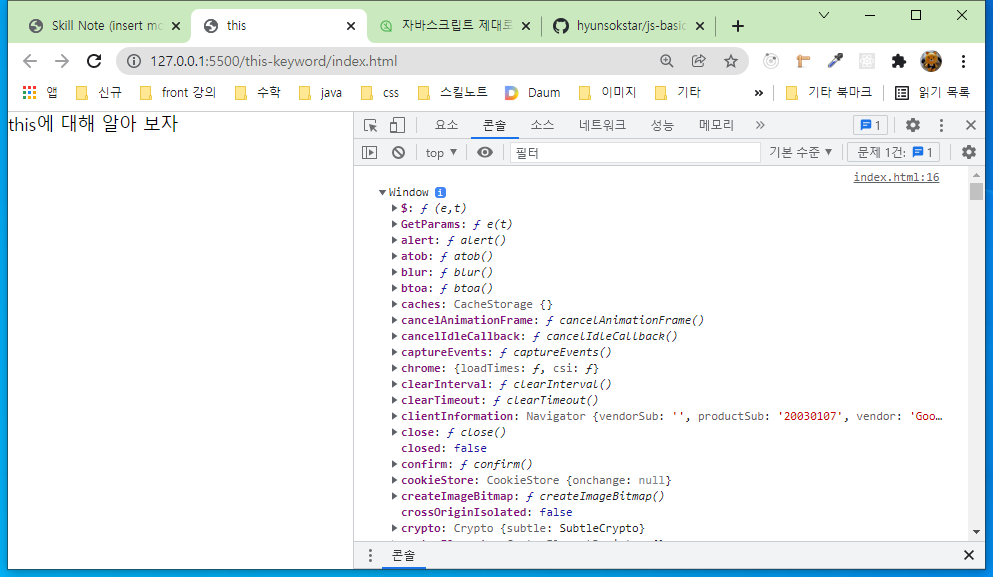 Skill Note (insert mo
this
자바스크립트 제대로
hyunsokstar/js-basic
127.0.0.1:5500/this-keyword/index.html
앱 신규 front 강의 수학 java css 스킬노트 Daum 이미지 기타 » 기타 북마크 읽기 목록
this에 대해 알아 보자
요소 콘솔 소스 네트워크 성능 메모리 » 1
top ▼ 필터 기본 수준 ▼ 문제 1건: 1
index.html:16
▼Window i
▶$: ƒ (e,t)
▶GetParams: ƒ e(t)
▶alert: ƒ alert()
▶atob: ƒ atob()
▶blur: ƒ blur()
▶btoa: ƒ btoa()
▶caches: CacheStorage {}
▶cancelAnimationFrame: ƒ cancelAnimationFrame()
▶cancelIdleCallback: ƒ cancelIdleCallback()
▶captureEvents: ƒ captureEvents()
▶chrome: {loadTimes: ƒ, csi: ƒ}
▶clearInterval: ƒ clearInterval()
▶clearTimeout: ƒ clearTimeout()
▶clientInformation: Navigator {vendorSub: '', productSub: '20030107', vendor: 'Goo…
▶close: ƒ close()
closed: false
▶confirm: ƒ confirm()
▶cookieStore: CookieStore {onchange: null}
▶createImageBitmap: ƒ createImageBitmap()
crossOriginIsolated: false
▶crypto: Crypto {subtle: SubtleCrypto}
콘솔